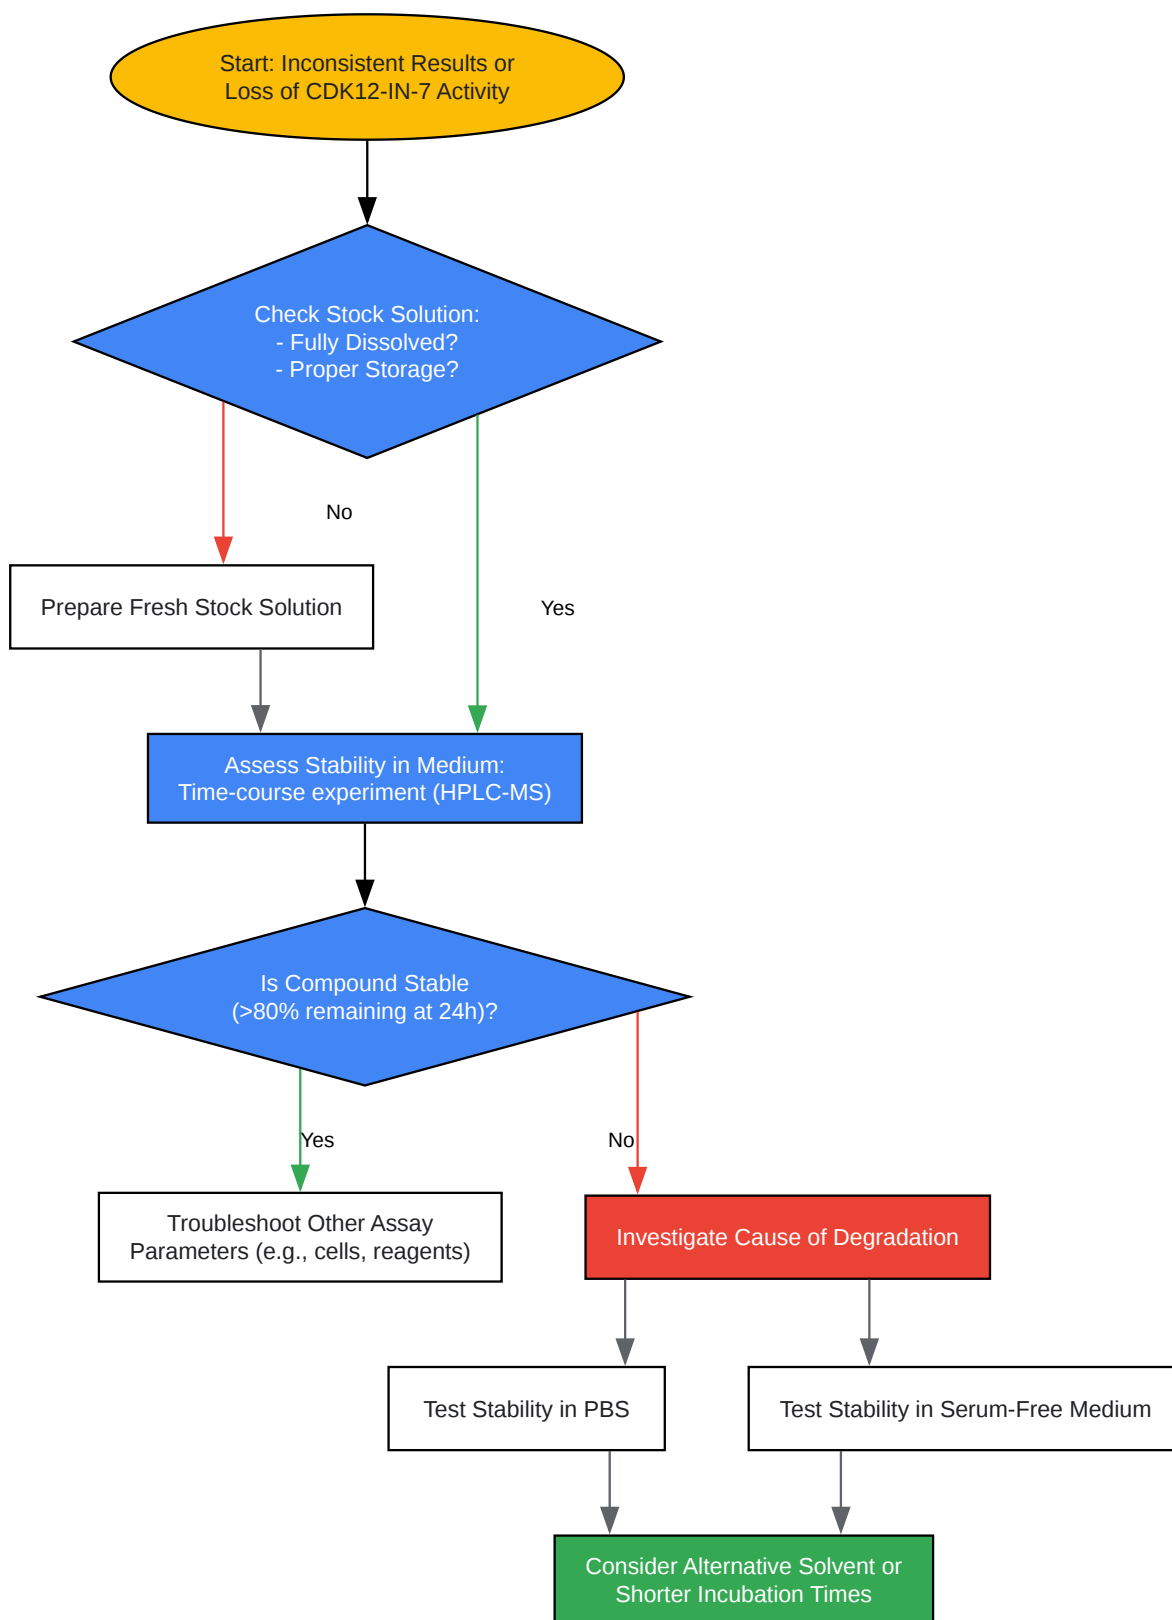 Start: Inconsistent Results or
Loss of CDK12-IN-7 Activity
Check Stock Solution:
- Fully Dissolved?
- Proper Storage?
No
Prepare Fresh Stock Solution
Yes
Assess Stability in Medium:
Time-course experiment (HPLC-MS)
Is Compound Stable
(>80% remaining at 24h)?
Yes
No
Troubleshoot Other Assay
Parameters (e.g., cells, reagents)
Investigate Cause of Degradation
Test Stability in PBS
Test Stability in Serum-Free Medium
Consider Alternative Solvent or
Shorter Incubation Times